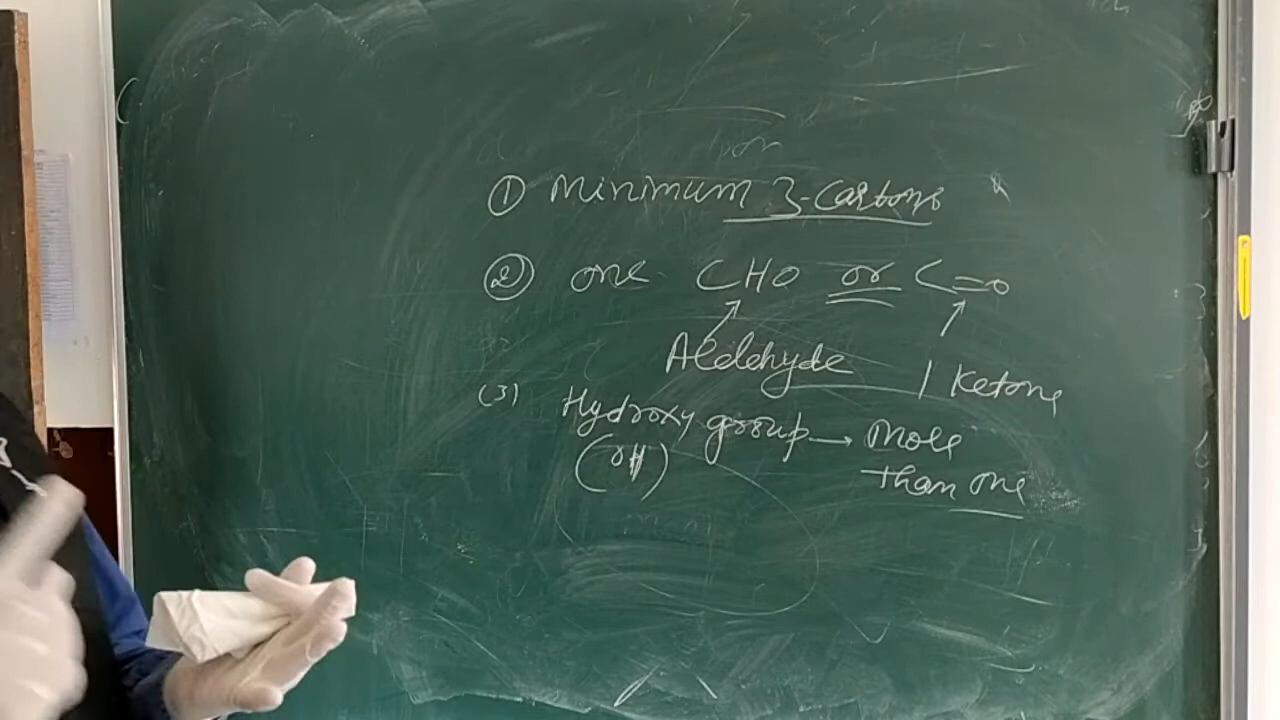 ① Minimum 3-Carbons
② one CHO or C=O
Aldehyde / Ketone
(3) Hydroxy group → More
(OH) than one